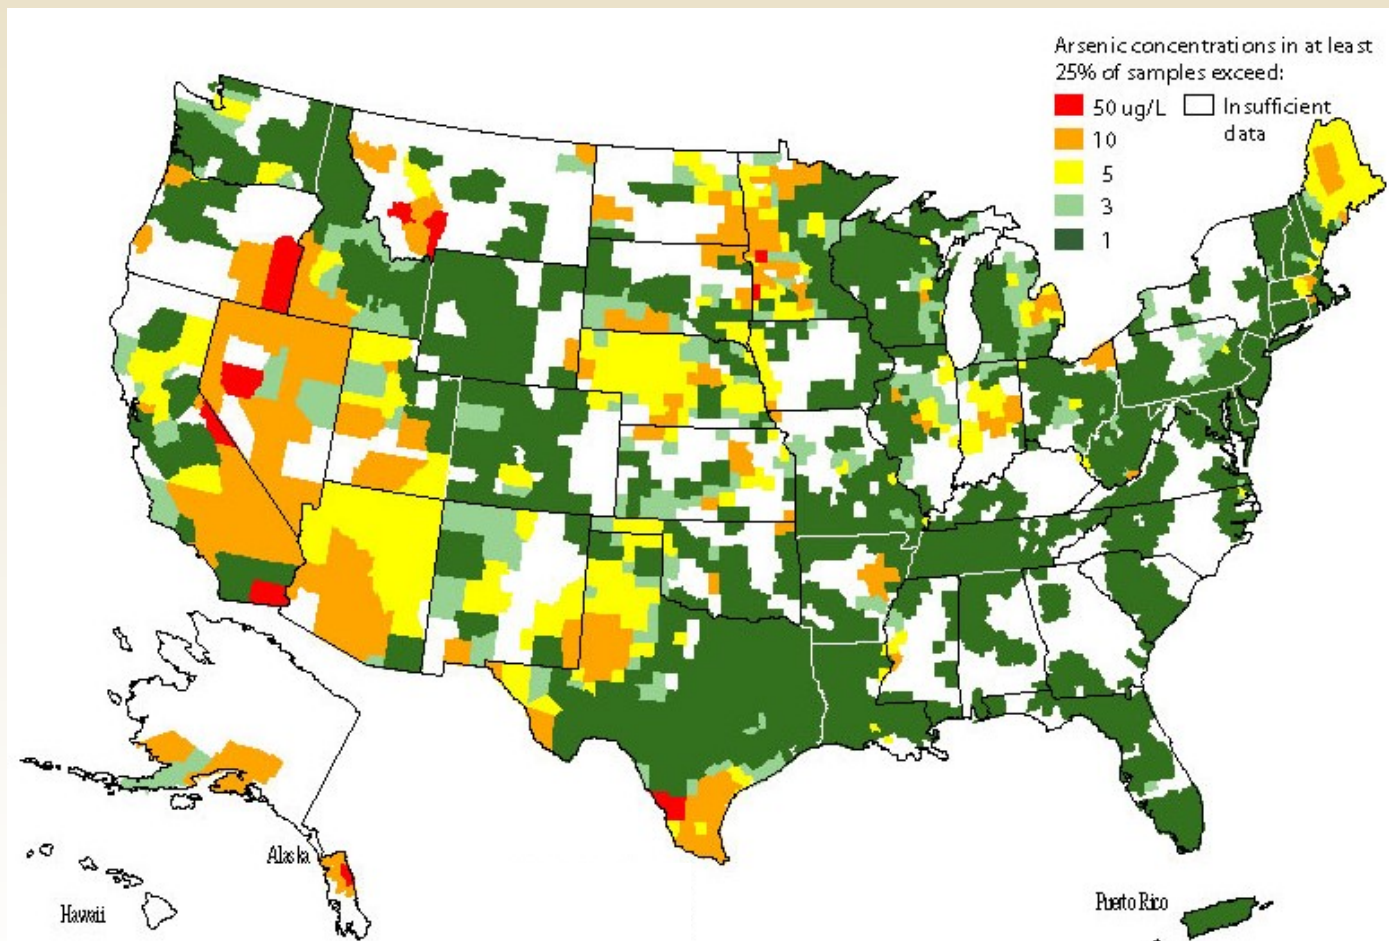 Arsenic concentrations in at least
25% of samples exceed:
50 ug/L
Insufficient
data
10
5
3
1
Alaska
Hawaii
Puerto Rico